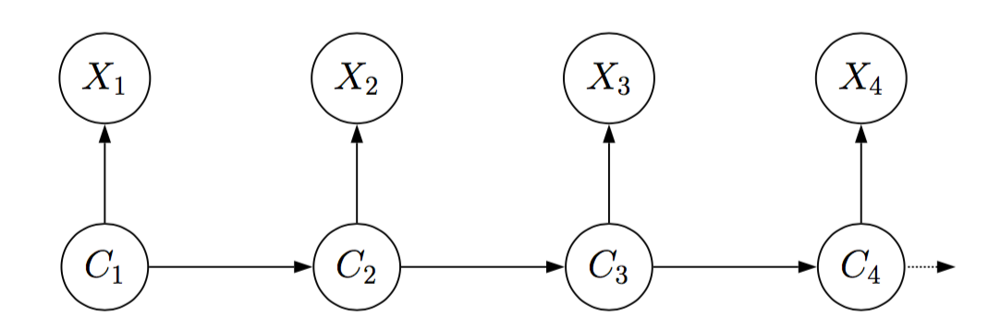 X₁ X₂ X₃ X₄
C₁ C₂ C₃ C₄